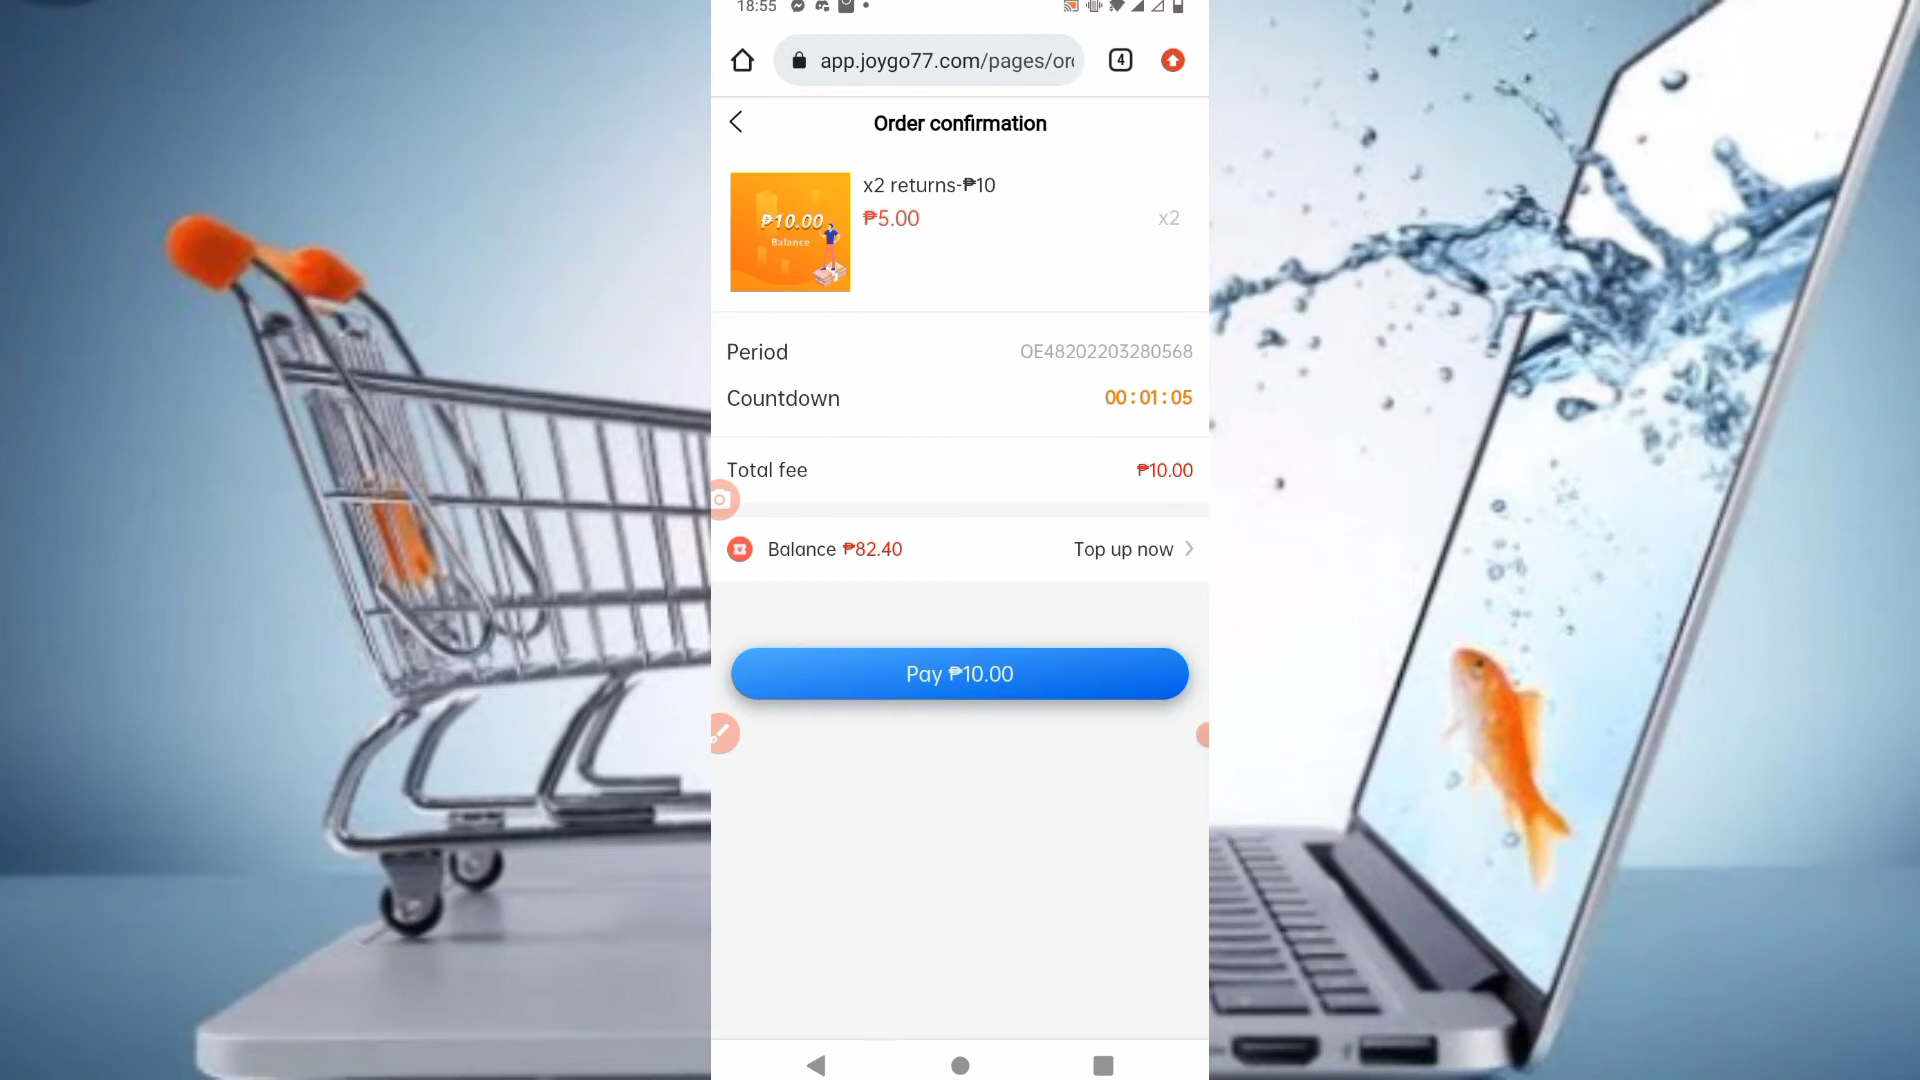 18:55
app.joygo77.com/pages/or
4
Order confirmation
₱10.00
Balance
x2 returns-₱10
₱5.00
x2
Period
OE48202203280568
Countdown
00:01:05
Total fee
₱10.00
Balance ₱82.40
Top up now
Pay ₱10.00